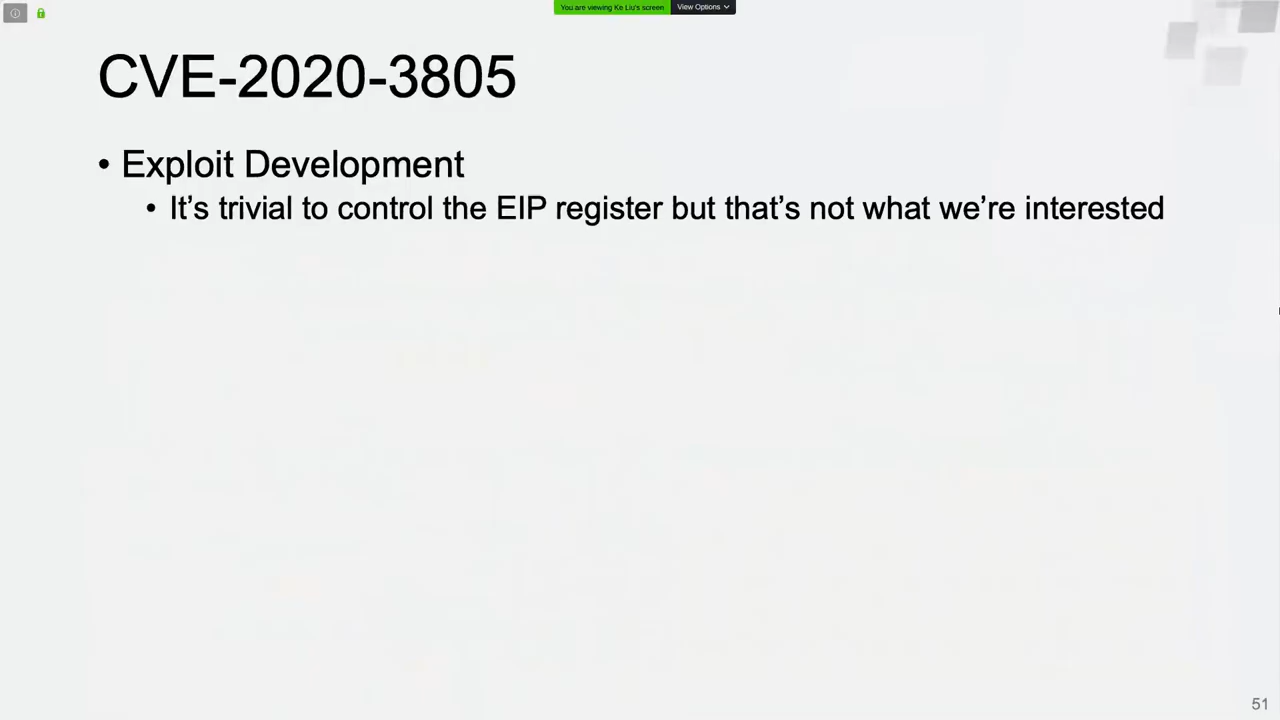 You are viewing Ke Liu's screen View Options
CVE-2020-3805
• Exploit Development
• It’s trivial to control the EIP register but that’s not what we’re interested
51